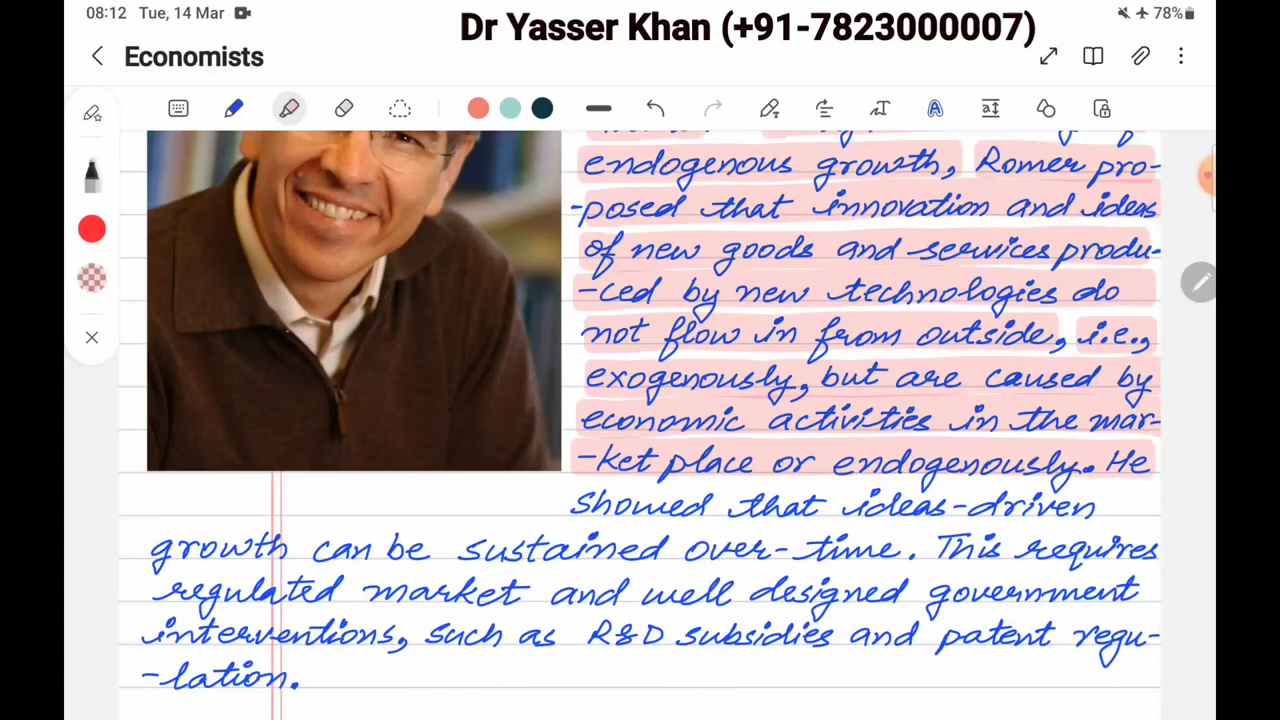 08:12 Tue, 14 Mar
Dr Yasser Khan (+91-7823000007)
78%
Economists
endogenous growth, Romer pro-
-posed that innovation and ideas
of new goods and services produ-
-ced by new technologies do
not flow in from outside, i.e.,
exogenously, but are caused by
economic activities in the mar-
-ket place or endogenously. He
showed that ideas-driven
growth can be sustained over-time. This requires
regulated market and well designed government
interventions, such as R&D subsidies and patent regu-
-lation.